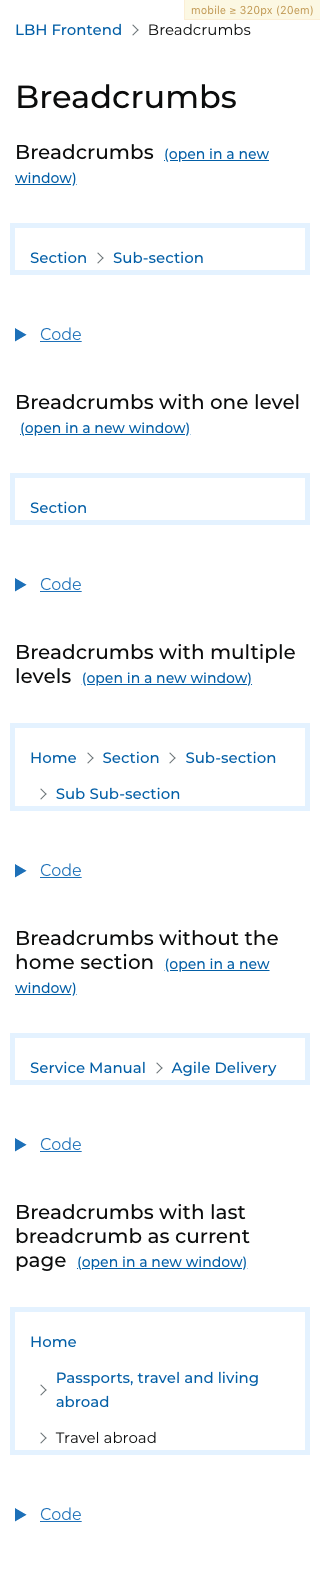 mobile ≥ 320px (20em)
LBH Frontend > Breadcrumbs
Breadcrumbs
Breadcrumbs (open in a new
window)
Section > Sub-section
Code
Breadcrumbs with one level
(open in a new window)
Section
Code
Breadcrumbs with multiple
levels (open in a new window)
Home > Section > Sub-section
> Sub Sub-section
Code
Breadcrumbs without the
home section (open in a new
window)
Service Manual > Agile Delivery
Code
Breadcrumbs with last
breadcrumb as current
page (open in a new window)
Home
> Passports, travel and living
abroad
> Travel abroad
Code